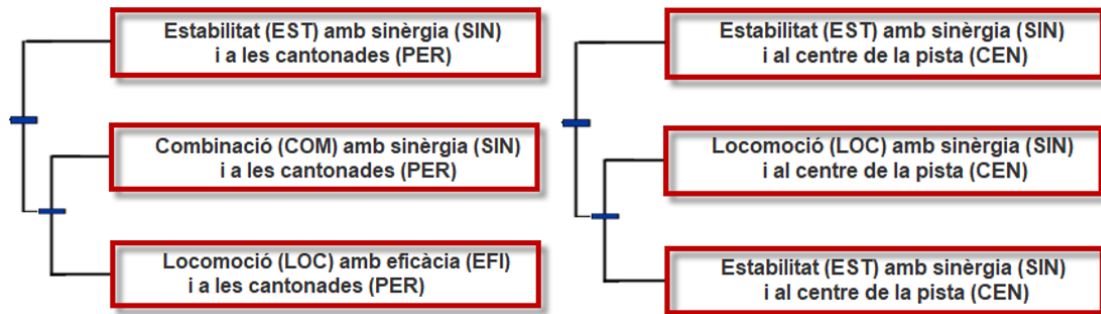 Estabilitat (EST) amb sinèrgia (SIN)
i a les cantonades (PER)
Combinació (COM) amb sinèrgia (SIN)
i a les cantonades (PER)
Locomoció (LOC) amb eficàcia (EFI)
i a les cantonades (PER)
Estabilitat (EST) amb sinèrgia (SIN)
i al centre de la pista (CEN)
Locomoció (LOC) amb sinèrgia (SIN)
i al centre de la pista (CEN)
Estabilitat (EST) amb sinèrgia (SIN)
i al centre de la pista (CEN)